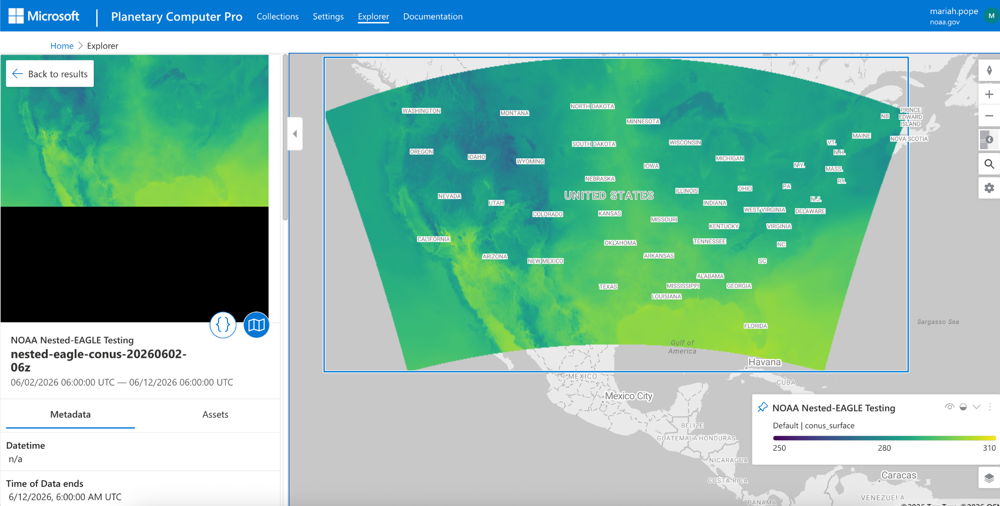 Microsoft
Planetary Computer Pro
Collections
Settings
Explorer
Documentation
mariah.pope
noaa.gov
M
Home > Explorer
Back to results
{}
NOAA Nested-EAGLE Testing
nested-eagle-conus-20260602-
06z
06/02/2026 06:00:00 UTC — 06/12/2026 06:00:00 UTC
Metadata
Assets
Datetime
n/a
Time of Data ends
6/12/2026, 6:00:00 AM UTC
WASHINGTON
MONTANA
NORTH DAKOTA
MINNESOTA
NB
PRINCE
EDWARD
ISLAND
MAINE
NOVA SCOTIA
OREGON
IDAHO
WYOMING
SOUTH DAKOTA
WISCONSIN
MICHIGAN
VT.
N.H.
IOWA
N.Y.
MASS.
NEBRASKA
R.I.
NEVADA
UTAH
UNITED STATES
ILLINOIS
OHIO
PA
INDIANA
N.J.
COLORADO
KANSAS
MISSOURI
WEST VIRGINIA
DELAWARE
KENTUCKY
VIRGINIA
CALIFORNIA
OKLAHOMA
TENNESSEE
NC
ARIZONA
NEW MEXICO
ARKANSAS
SC
ALABAMA
TEXAS
MISSISSIPPI
GEORGIA
LOUISIANA
FLORIDA
Sargasso Sea
Gulf of
America
Havana
MEXICO
CUBA
Mexico City
BELIZE
GUATEMALA
HONDURAS
NICARAGUA
COSTA RICA
PANAMA
Caracas
VENEZUELA
NOAA Nested-EAGLE Testing
Default | conus_surface
250
280
310